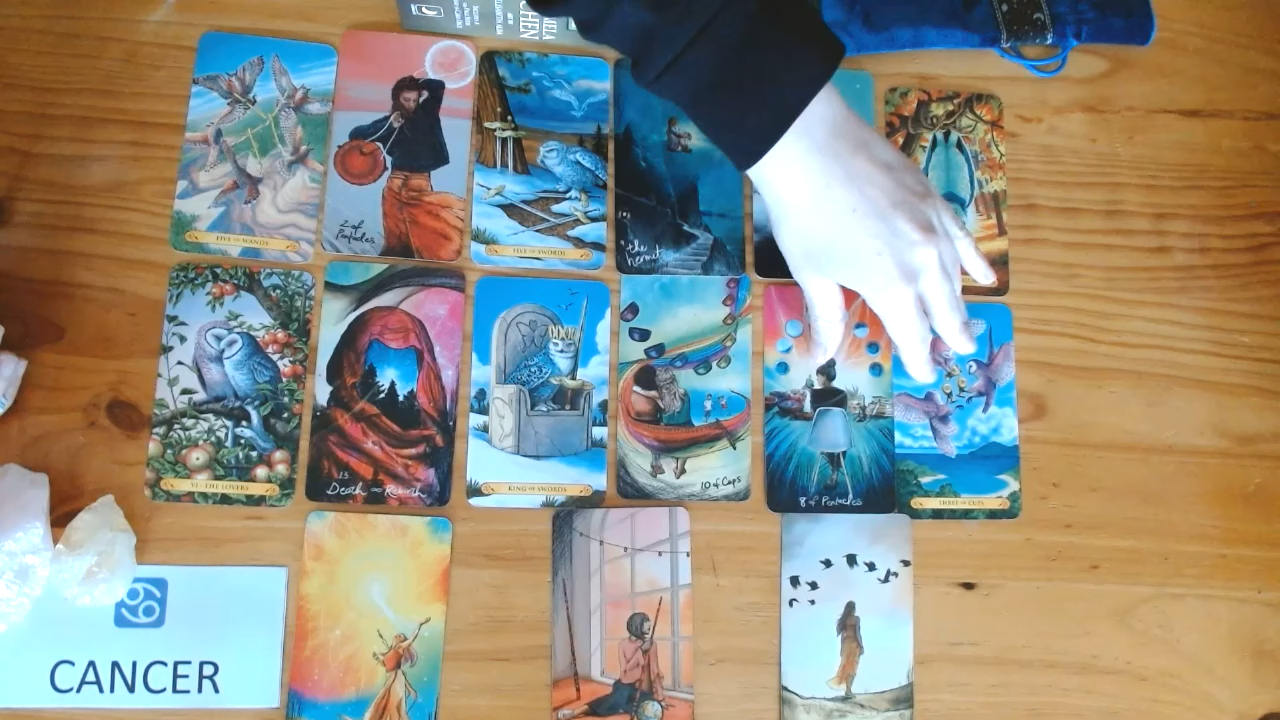 CHEN
FIVE OF WANDS
2 of
Pentacles
FIVE OF SWORDS
"the
hermit
VI - THE LOVERS
Death ∞ Rebirth
KING OF SWORDS
10 of Cups
8 of Pentacles
THREE OF CUPS
CANCER